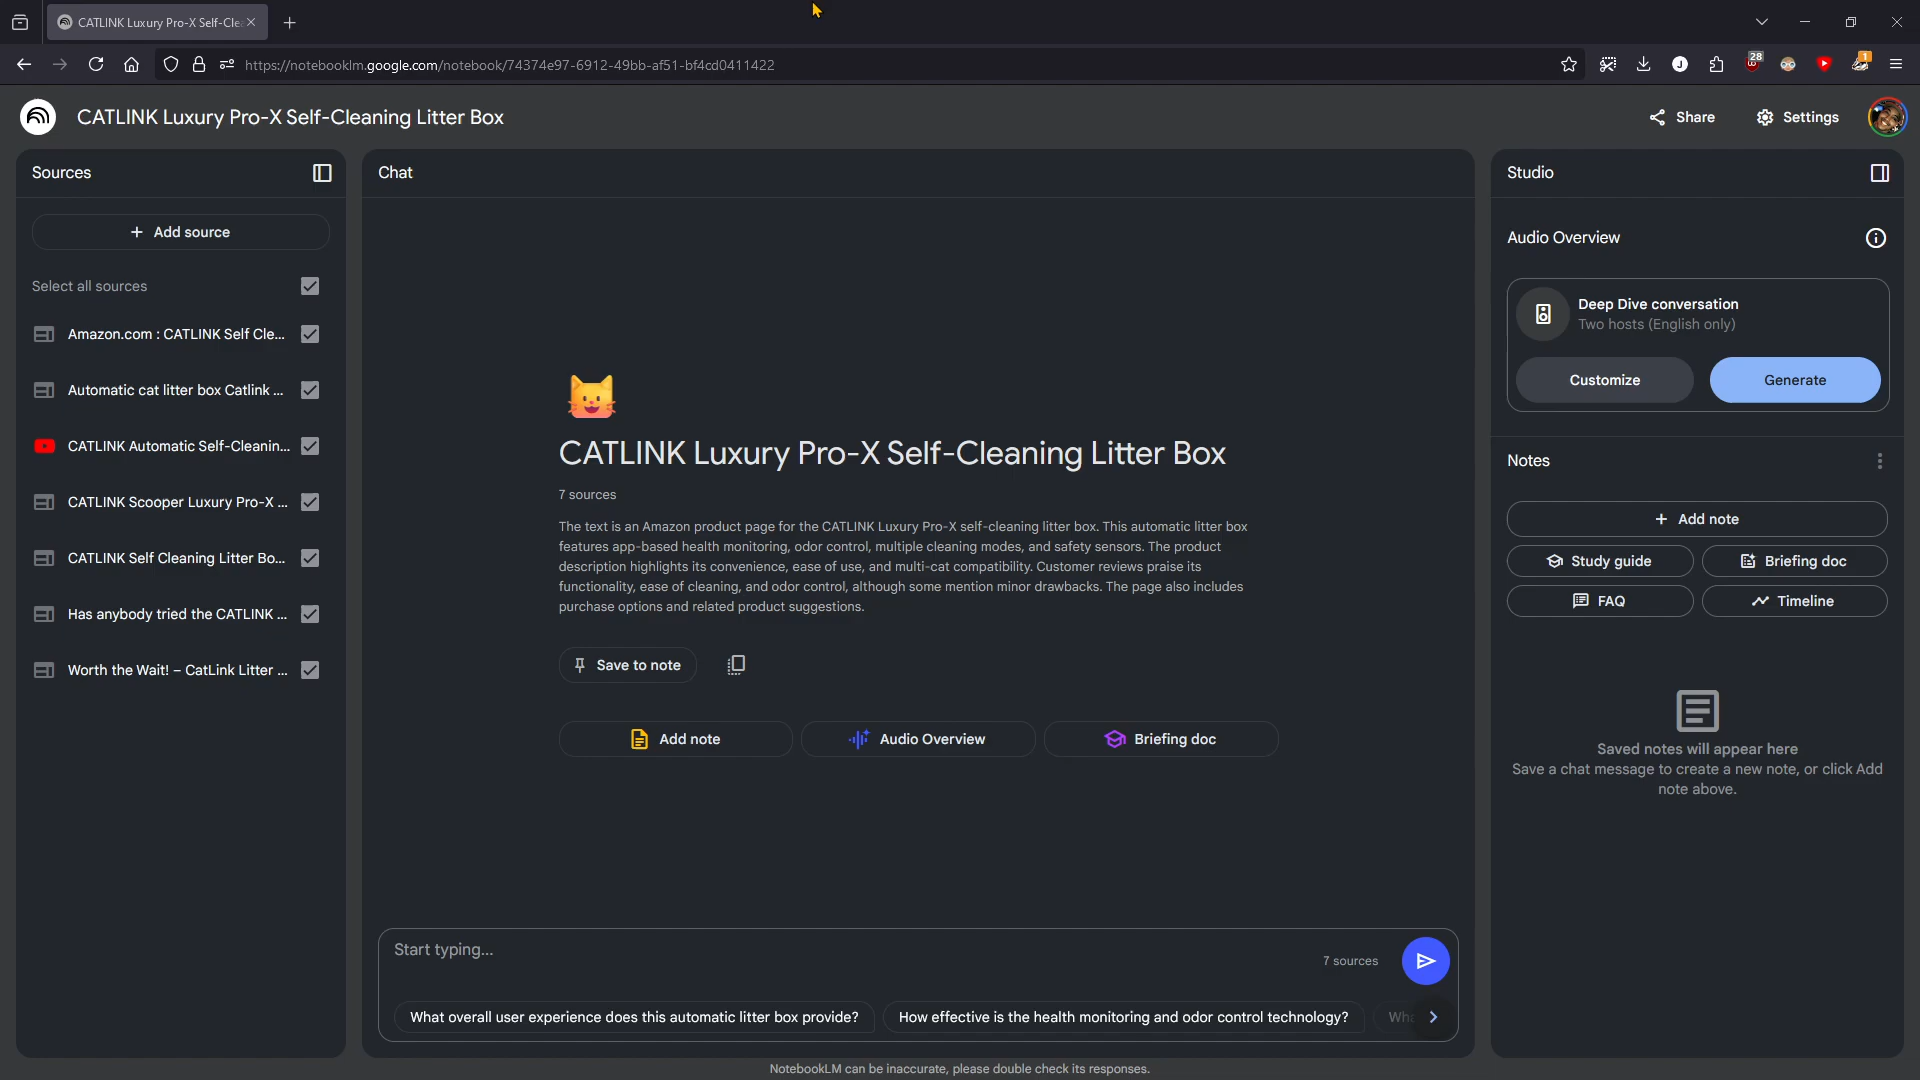 CATLINK Luxury Pro-X Self-Cle
https://notebooklm.google.com/notebook/74374e97-6912-49bb-af51-bf4cd0411422
J
28
1
CATLINK Luxury Pro-X Self-Cleaning Litter Box
Share
Settings
Sources
Add source
Select all sources
Amazon.com : CATLINK Self Cle...
Automatic cat litter box Catlink ...
CATLINK Automatic Self-Cleanin...
CATLINK Scooper Luxury Pro-X ...
CATLINK Self Cleaning Litter Bo...
Has anybody tried the CATLINK ...
Worth the Wait! – CatLink Litter ...
Chat
CATLINK Luxury Pro-X Self-Cleaning Litter Box
7 sources
The text is an Amazon product page for the CATLINK Luxury Pro-X self-cleaning litter box. This automatic litter box
features app-based health monitoring, odor control, multiple cleaning modes, and safety sensors. The product
description highlights its convenience, ease of use, and multi-cat compatibility. Customer reviews praise its
functionality, ease of cleaning, and odor control, although some mention minor drawbacks. The page also includes
purchase options and related product suggestions.
Save to note
Add note
Audio Overview
Briefing doc
Start typing...
7 sources
What overall user experience does this automatic litter box provide?
How effective is the health monitoring and odor control technology?
Wh
Studio
Audio Overview
Deep Dive conversation
Two hosts (English only)
Customize
Generate
Notes
Add note
Study guide
Briefing doc
FAQ
Timeline
Saved notes will appear here
Save a chat message to create a new note, or click Add
note above.
NotebookLM can be inaccurate, please double check its responses.